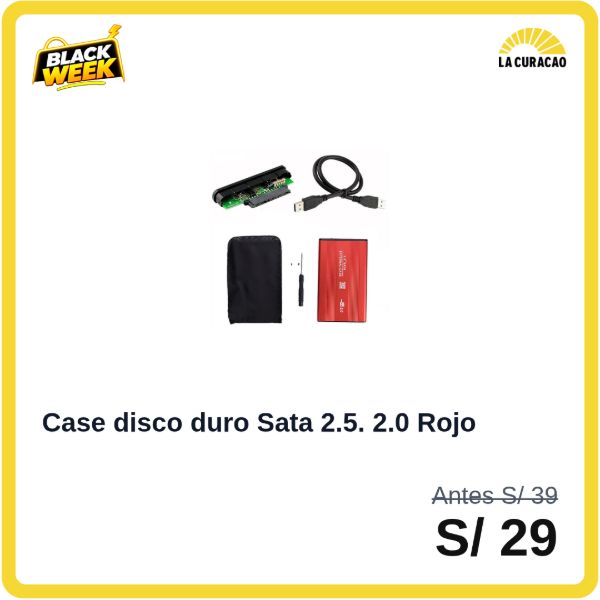 BLACK
WEEK
LA CURACAO
Case disco duro Sata 2.5. 2.0 Rojo
Antes S/ 39
S/ 29